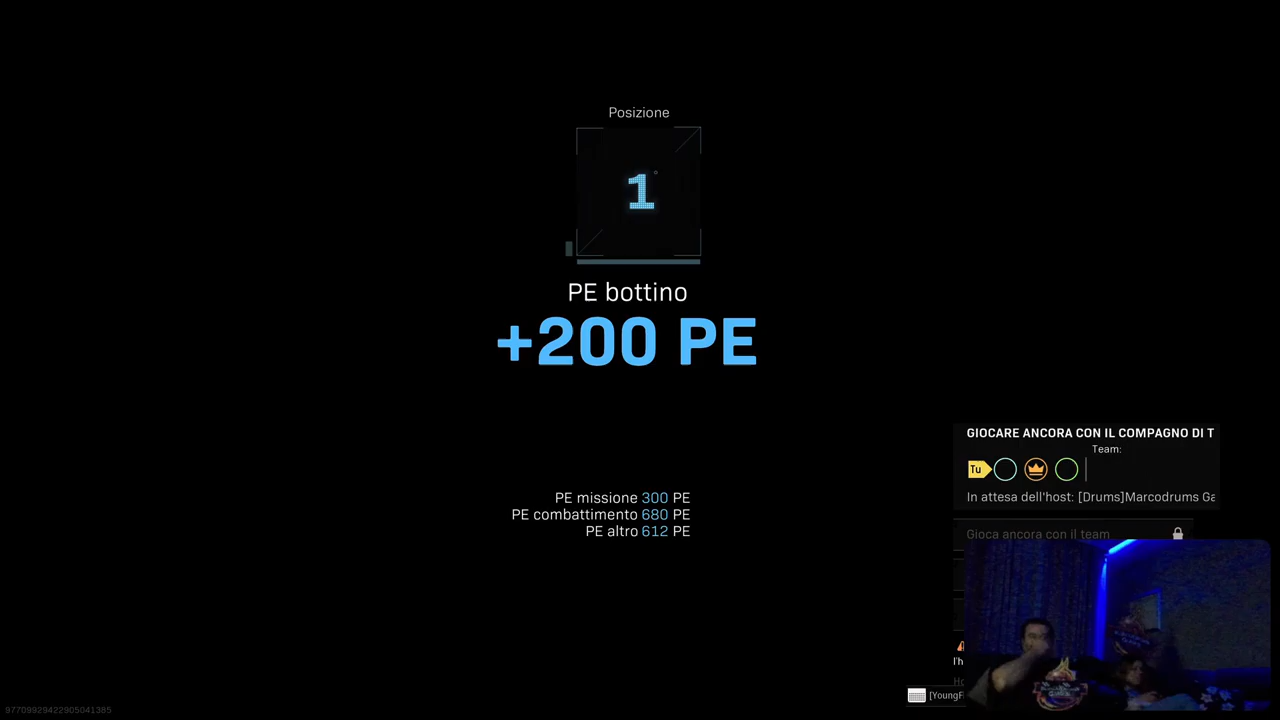 Posizione
1°
PE bottino
+200 PE
PE missione 300 PE
PE combattimento 680 PE
PE altro 612 PE
GIOCARE ANCORA CON IL COMPAGNO DI T
Team:
Tu
In attesa dell'host: [Drums]Marcodrums Ga
Gioca ancora con il team
l'h
[YoungF
97709929422905041385